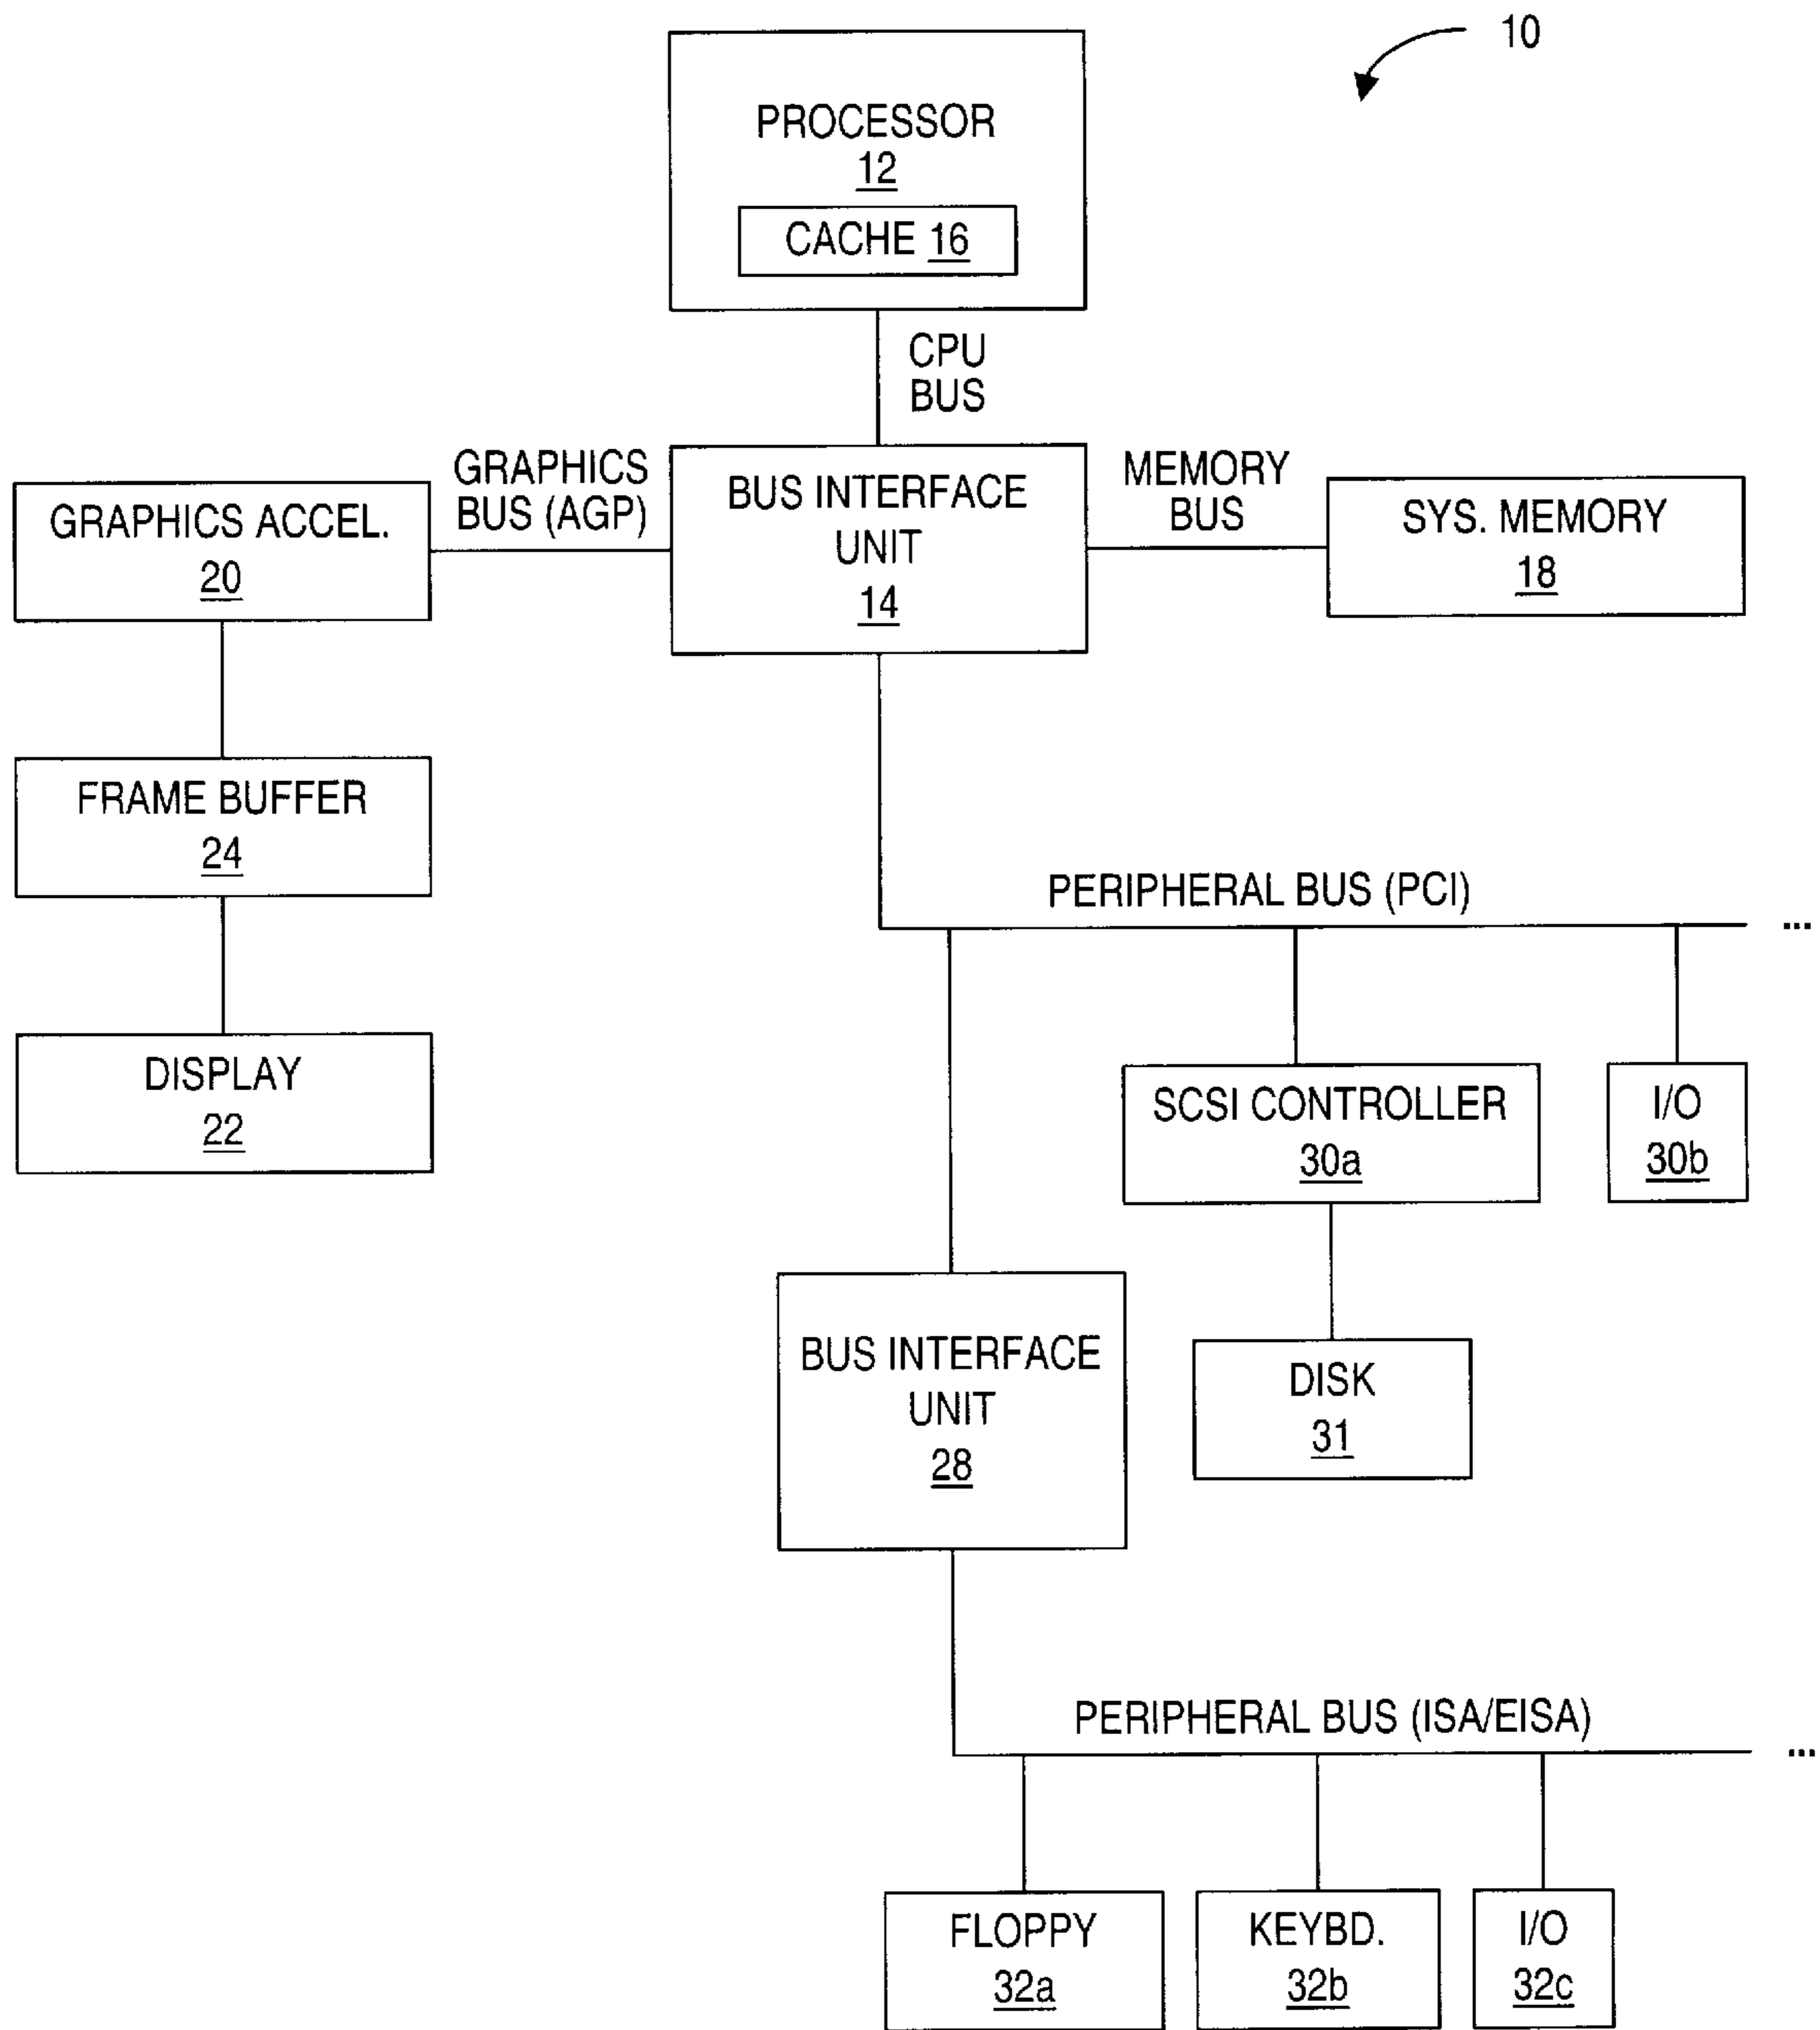 10
PROCESSOR
12
CACHE 16
CPU
BUS
GRAPHICS
BUS (AGP)
MEMORY
BUS
GRAPHICS ACCEL.
20
BUS INTERFACE
UNIT
14
SYS. MEMORY
18
FRAME BUFFER
24
PERIPHERAL BUS (PCI)
...
DISPLAY
22
SCSI CONTROLLER
30a
I/O
30b
BUS INTERFACE
UNIT
28
DISK
31
PERIPHERAL BUS (ISA/EISA)
...
FLOPPY
32a
KEYBD.
32b
I/O
32c